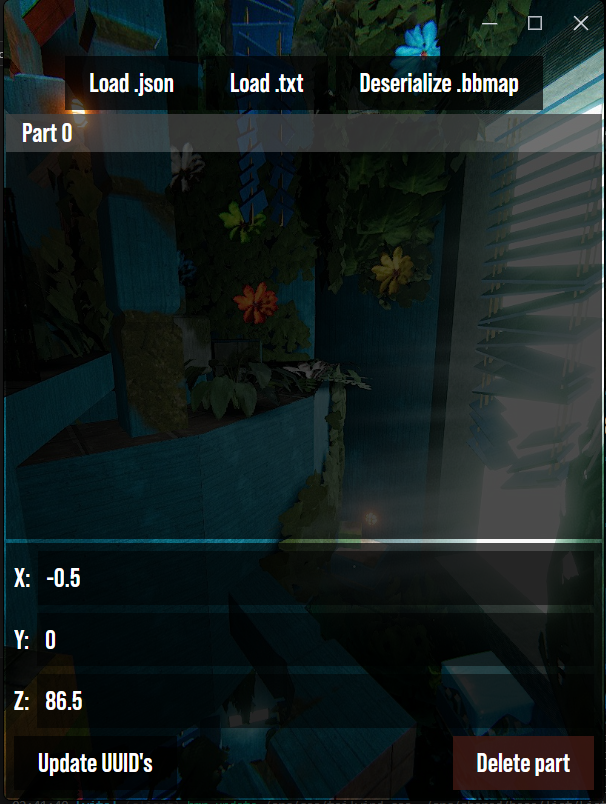 Load .json Load .txt Deserialize .bbmap
Part 0
X: -0.5
Y: 0
Z: 86.5
Update UUID's Delete part